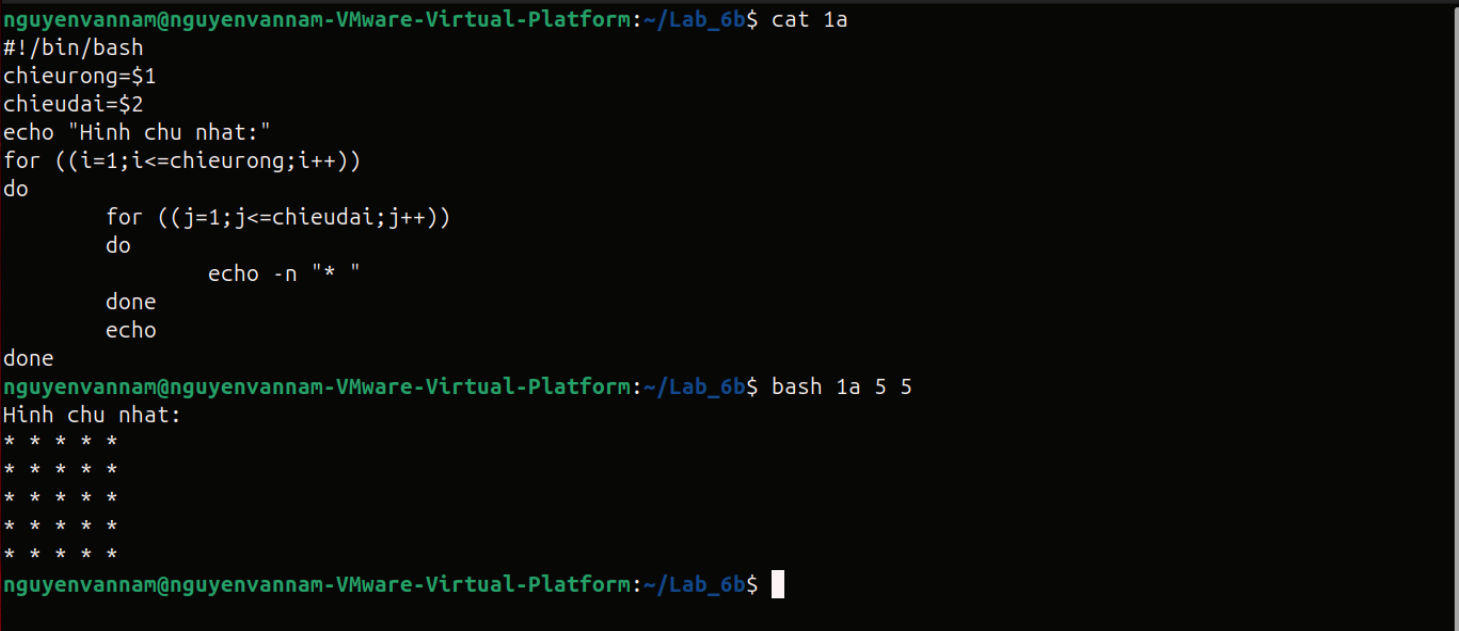 nguyenvannam@nguyenvannam-VMware-Virtual-Platform:~/Lab_6b$ cat 1a
#!/bin/bash
chieurong=$1
chieudai=$2
echo "Hinh chu nhat:"
for ((i=1;i<=chieurong;i++))
do
        for ((j=1;j<=chieudai;j++))
        do
                echo -n "* "
        done
        echo
done
nguyenvannam@nguyenvannam-VMware-Virtual-Platform:~/Lab_6b$ bash 1a 5 5
Hinh chu nhat:
* * * * *
* * * * *
* * * * *
* * * * *
* * * * *
nguyenvannam@nguyenvannam-VMware-Virtual-Platform:~/Lab_6b$